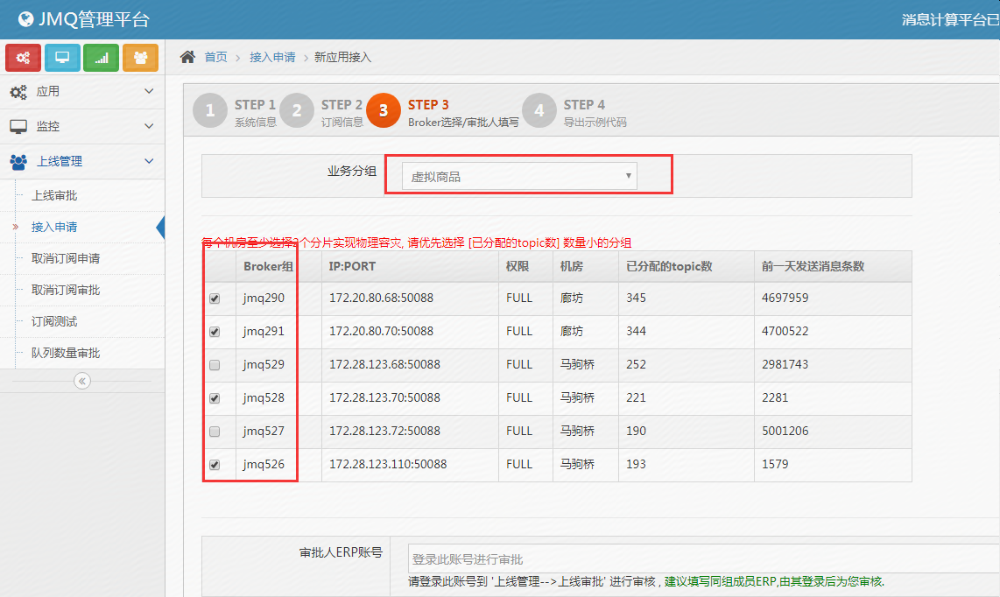 JMQ管理平台
消息计算平台已
首页 > 接入申请 > 新应用接入
应用
监控
上线管理
上线审批
接入申请
取消订阅申请
取消订阅审批
订阅测试
队列数量审批
1 STEP 1 系统信息
2 STEP 2 订阅信息
3 STEP 3 Broker选择/审批人填写
4 STEP 4 导出示例代码
业务分组 虚拟商品
每个机房至少选择2个分片实现物理容灾, 请优先选择 [已分配的topic数] 数量小的分组
Broker组 IP:PORT 权限 机房 已分配的topic数 前一天发送消息条数
jmq290 172.20.80.68:50088 FULL 廊坊 345 4697959
jmq291 172.20.80.70:50088 FULL 廊坊 344 4700522
jmq529 172.28.123.68:50088 FULL 马驹桥 252 2981743
jmq528 172.28.123.70:50088 FULL 马驹桥 221 2281
jmq527 172.28.123.72:50088 FULL 马驹桥 190 5001206
jmq526 172.28.123.110:50088 FULL 马驹桥 193 1579
审批人ERP账号 登录此账号进行审批
请登录此账号到 '上线管理-->上线审批' 进行审核 , 建议填写同组成员ERP,由其登录后为您审核.